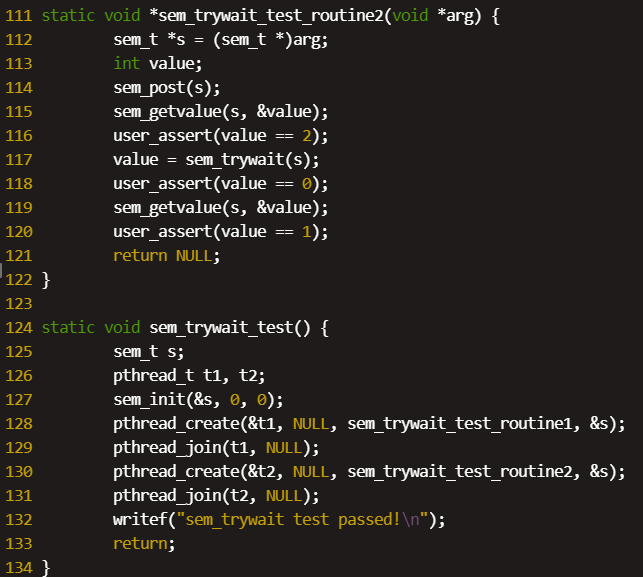 111 static void *sem_trywait_test_routine2(void *arg) {
112         sem_t *s = (sem_t *)arg;
113         int value;
114         sem_post(s);
115         sem_getvalue(s, &value);
116         user_assert(value == 2);
117         value = sem_trywait(s);
118         user_assert(value == 0);
119         sem_getvalue(s, &value);
120         user_assert(value == 1);
121         return NULL;
122 }
123
124 static void sem_trywait_test() {
125         sem_t s;
126         pthread_t t1, t2;
127         sem_init(&s, 0, 0);
128         pthread_create(&t1, NULL, sem_trywait_test_routine1, &s);
129         pthread_join(t1, NULL);
130         pthread_create(&t2, NULL, sem_trywait_test_routine2, &s);
131         pthread_join(t2, NULL);
132         writef("sem_trywait test passed!\n");
133         return;
134 }